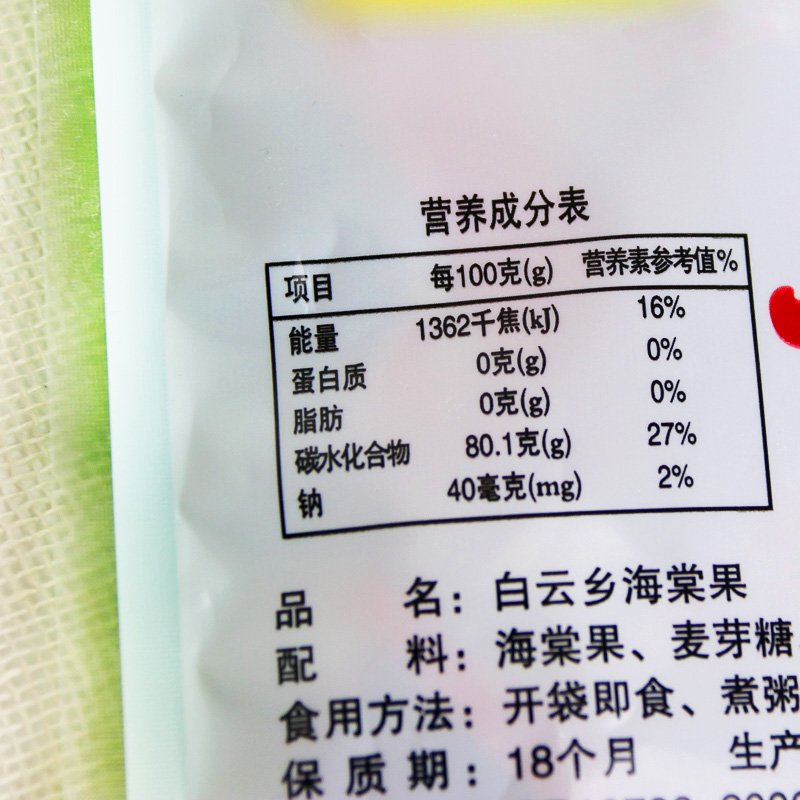 营养成分表
项目 每100克(g) 营养素参考值%
能量 1362千焦(kJ) 16%
蛋白质 0克(g) 0%
脂肪 0克(g) 0%
碳水化合物 80.1克(g) 27%
钠 40毫克(mg) 2%
品 名：白云乡海棠果
配 料：海棠果、麦芽糖
食用方法：开袋即食、煮粥
保质期：18个月 生产